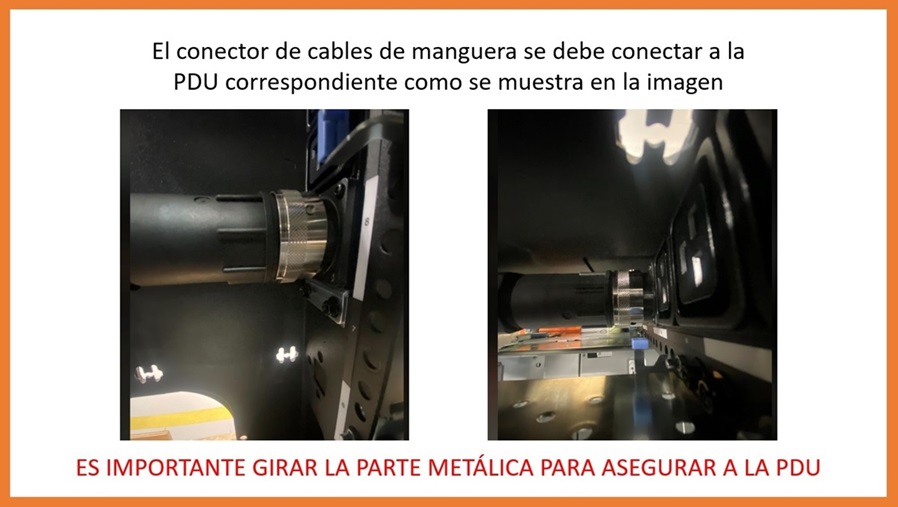 El conector de cables de manguera se debe conectar a la
PDU correspondiente como se muestra en la imagen
ES IMPORTANTE GIRAR LA PARTE METÁLICA PARA ASEGURAR A LA PDU